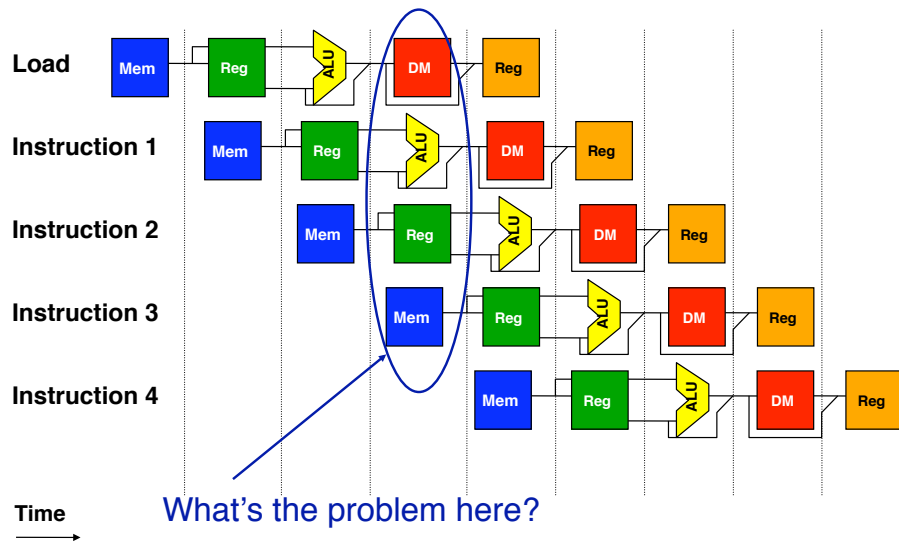 Load Mem Reg ALU DM Reg
Instruction 1 Mem Reg ALU DM Reg
Instruction 2 Mem Reg ALU DM Reg
Instruction 3 Mem Reg ALU DM Reg
Instruction 4 Mem Reg ALU DM Reg
What's the problem here?
Time